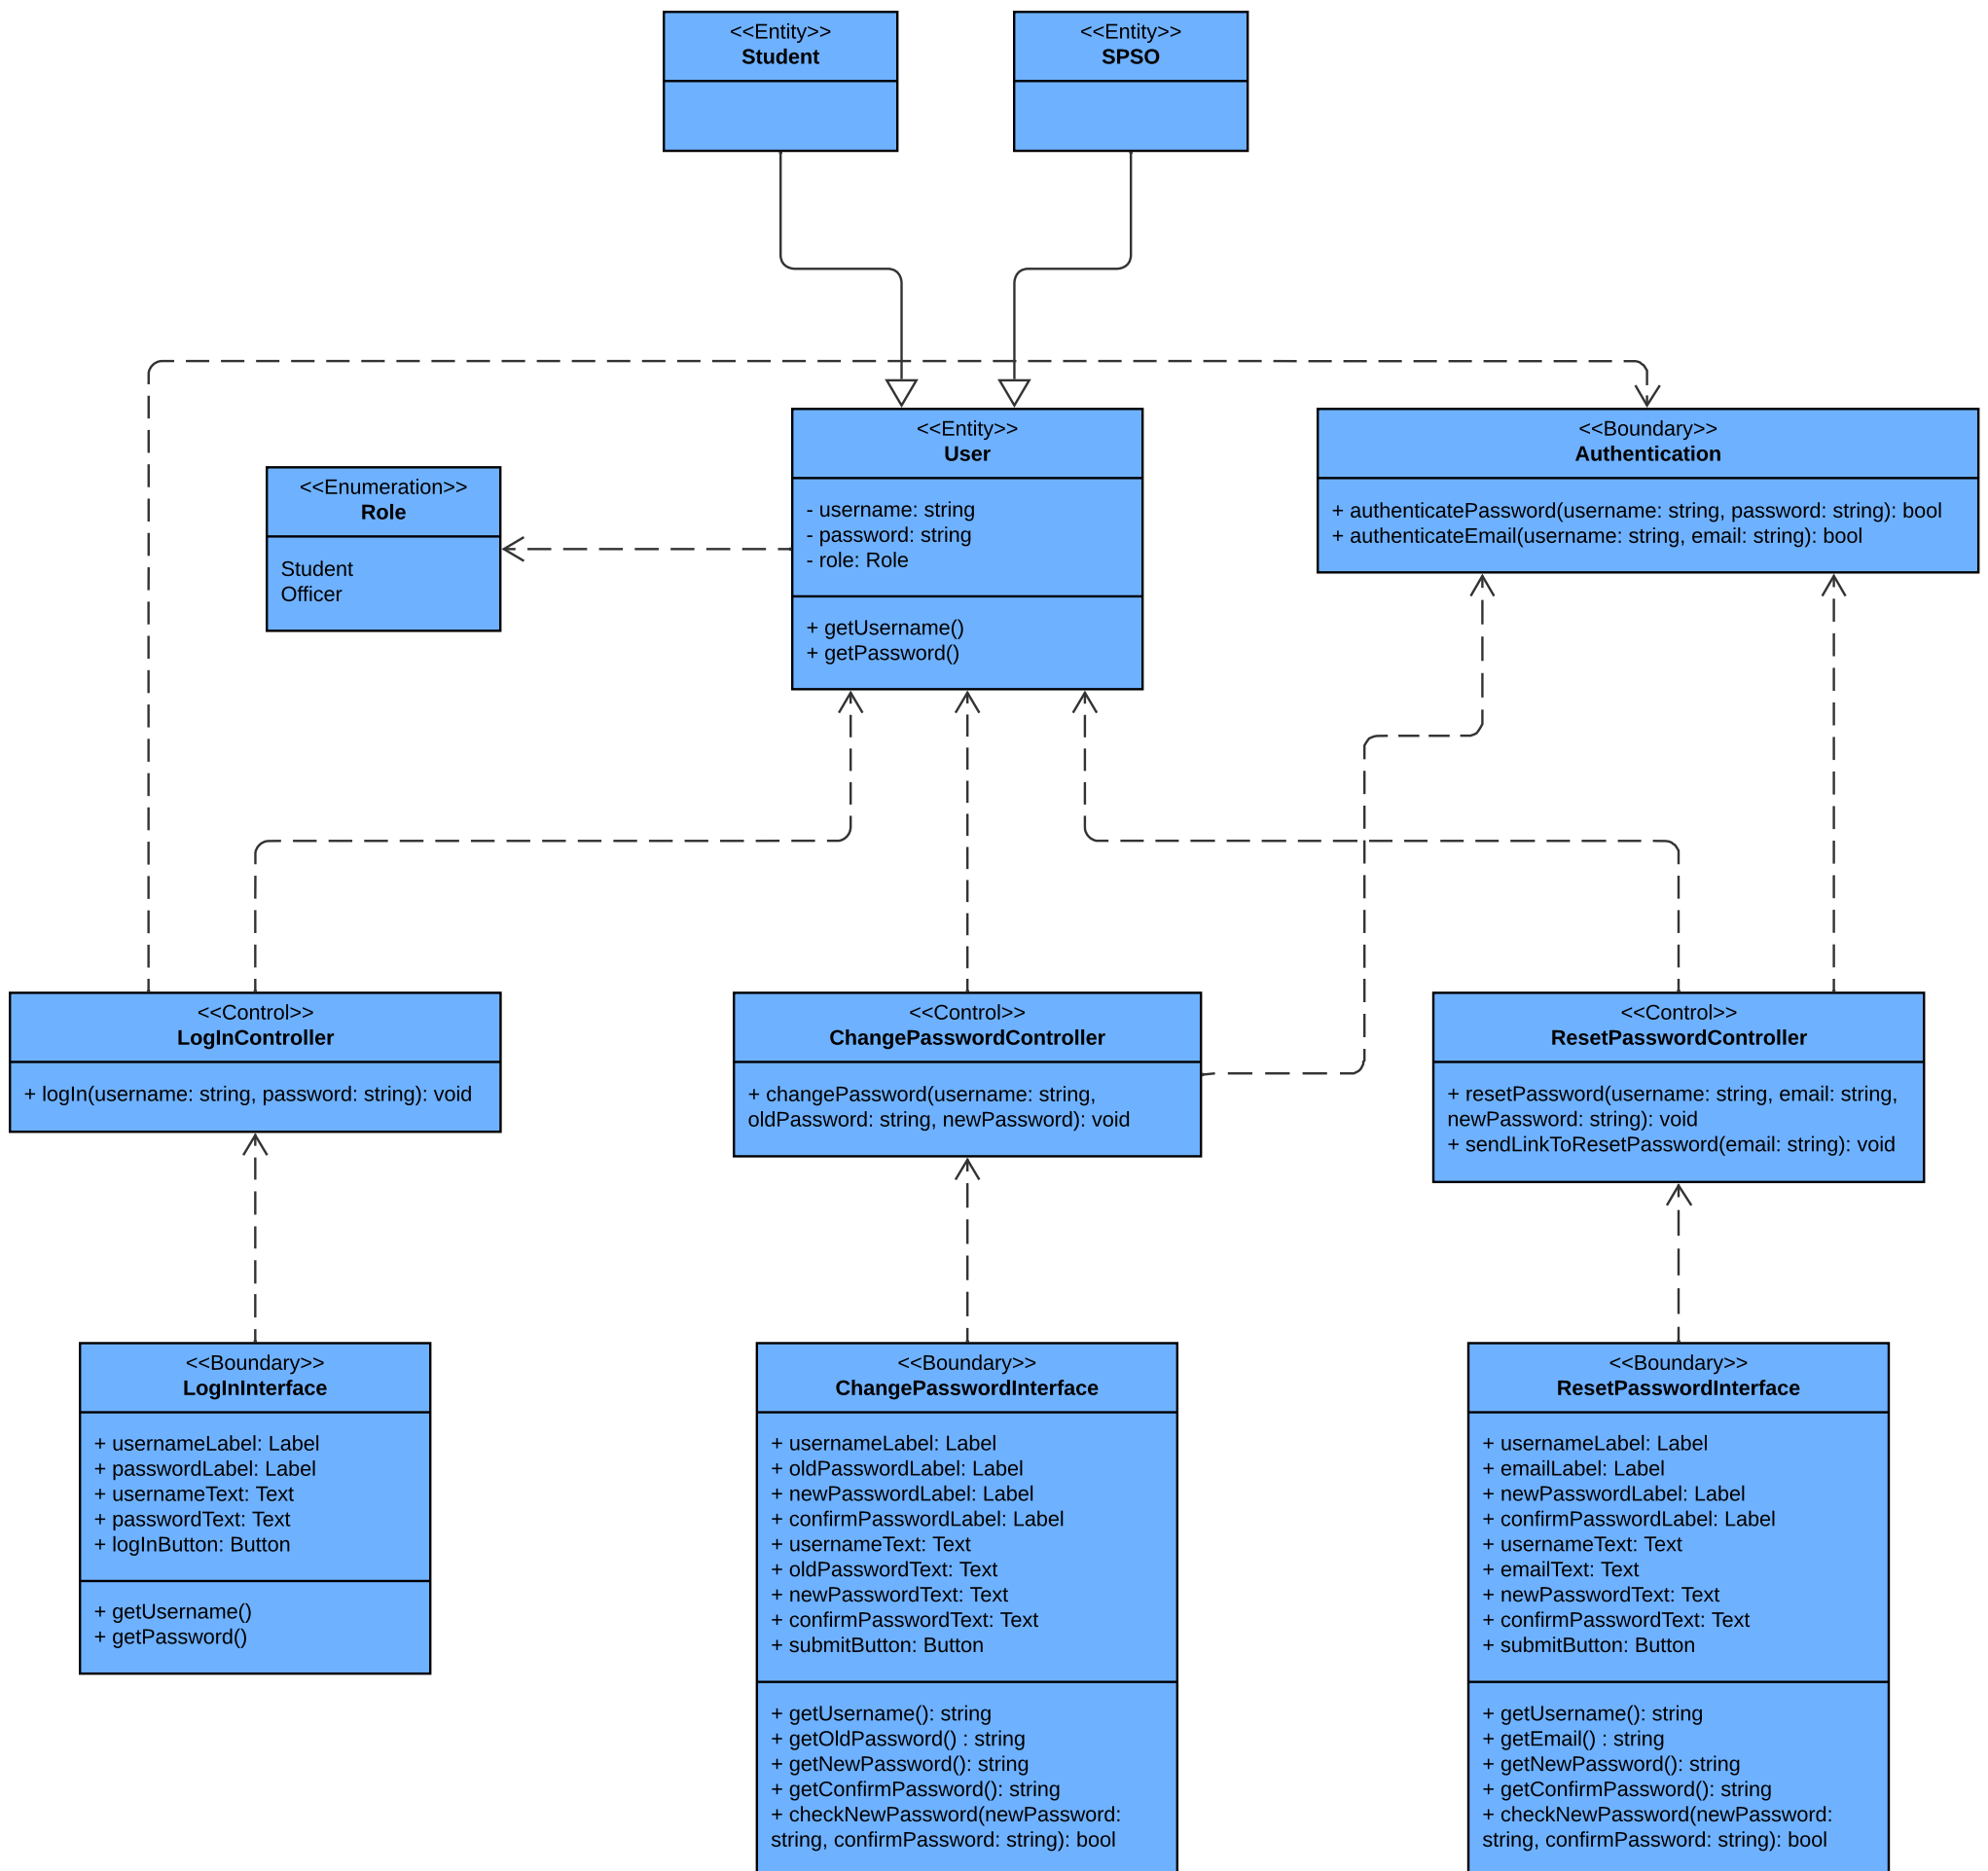 <<Entity>>
Student
<<Entity>>
SPSO
<<Entity>>
User
- username: string
- password: string
- role: Role
+ getUsername()
+ getPassword()
<<Boundary>>
Authentication
+ authenticatePassword(username: string, password: string): bool
+ authenticateEmail(username: string, email: string): bool
<<Enumeration>>
Role
Student
Officer
<<Control>>
LogInController
+ logIn(username: string, password: string): void
<<Control>>
ChangePasswordController
+ changePassword(username: string,
oldPassword: string, newPassword): void
<<Control>>
ResetPasswordController
+ resetPassword(username: string, email: string,
newPassword: string): void
+ sendLinkToResetPassword(email: string): void
<<Boundary>>
LogInInterface
+ usernameLabel: Label
+ passwordLabel: Label
+ usernameText: Text
+ passwordText: Text
+ logInButton: Button
+ getUsername()
+ getPassword()
<<Boundary>>
ChangePasswordInterface
+ usernameLabel: Label
+ oldPasswordLabel: Label
+ newPasswordLabel: Label
+ confirmPasswordLabel: Label
+ usernameText: Text
+ oldPasswordText: Text
+ newPasswordText: Text
+ confirmPasswordText: Text
+ submitButton: Button
+ getUsername(): string
+ getOldPassword() : string
+ getNewPassword(): string
+ getConfirmPassword(): string
+ checkNewPassword(newPassword:
string, confirmPassword: string): bool
<<Boundary>>
ResetPasswordInterface
+ usernameLabel: Label
+ emailLabel: Label
+ newPasswordLabel: Label
+ confirmPasswordLabel: Label
+ usernameText: Text
+ emailText: Text
+ newPasswordText: Text
+ confirmPasswordText: Text
+ submitButton: Button
+ getUsername(): string
+ getEmail() : string
+ getNewPassword(): string
+ getConfirmPassword(): string
+ checkNewPassword(newPassword:
string, confirmPassword: string): bool